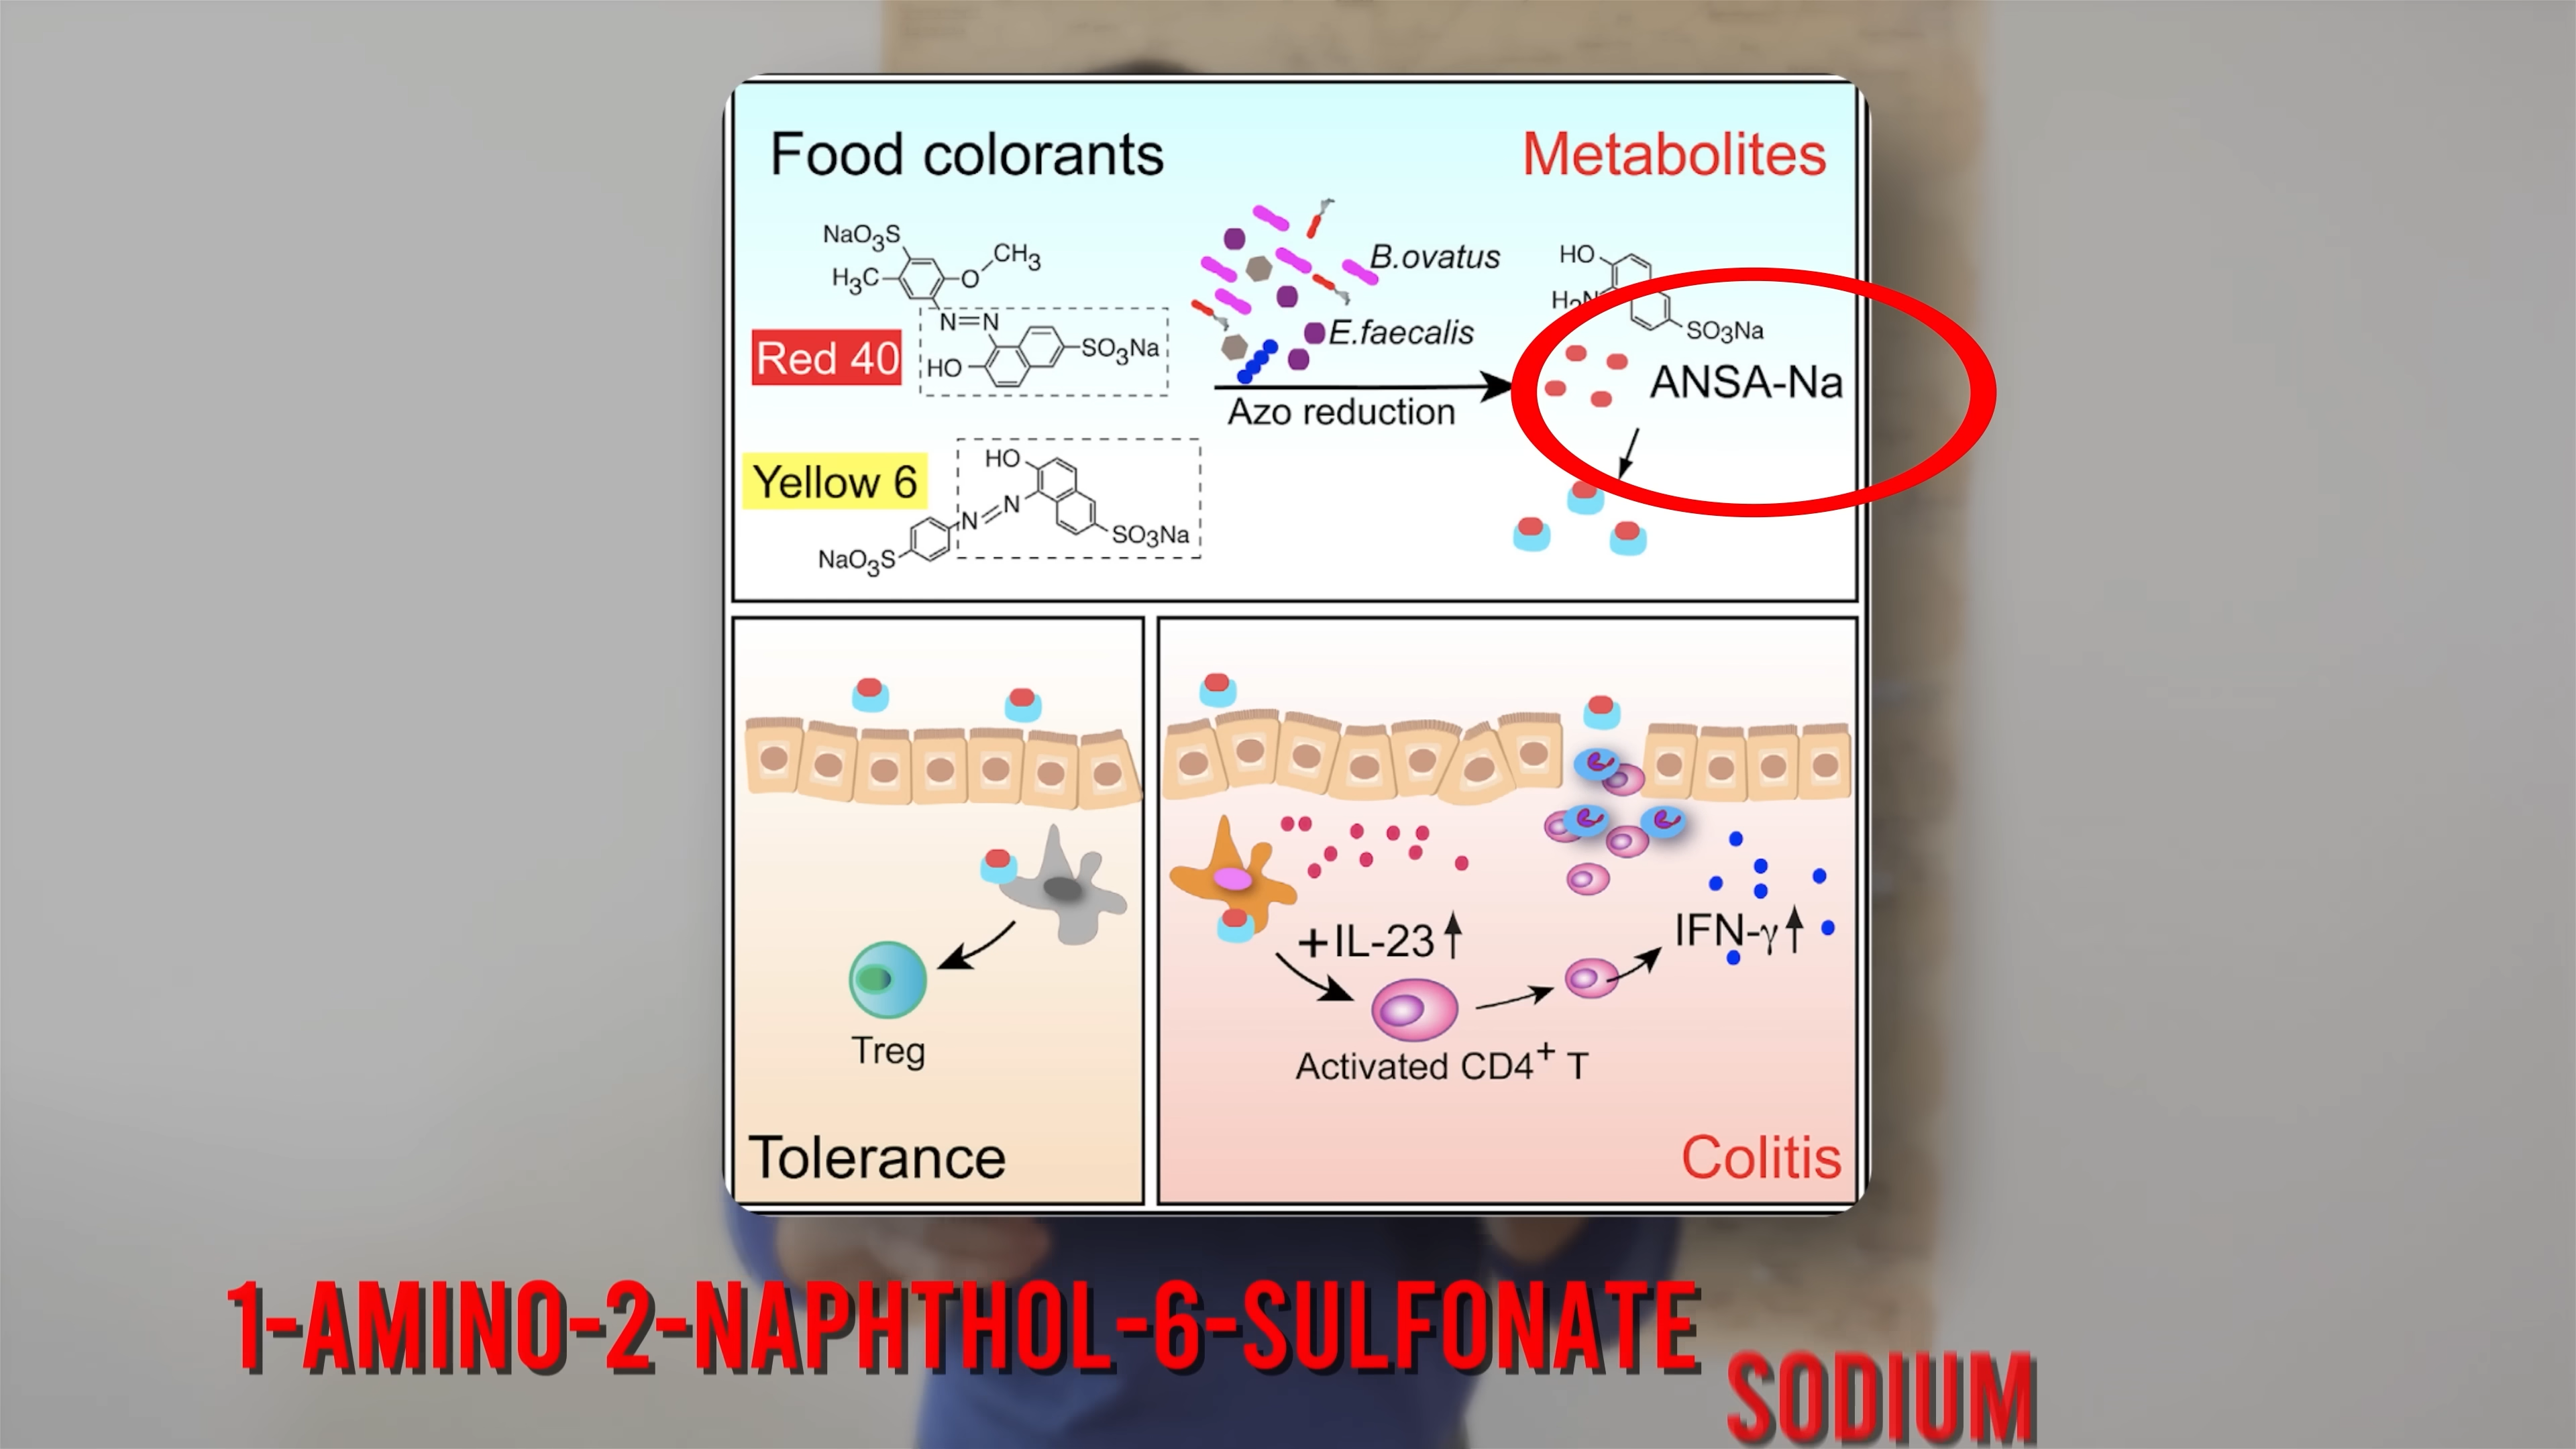 Food colorants
Metabolites
NaO3S
H3C
O
CH3
N=N
HO
SO3Na
Red 40
B.ovatus
E.faecalis
Azo reduction
HO
H2N
SO3Na
ANSA-Na
Yellow 6
HO
N=N
SO3Na
NaO3S
Treg
Tolerance
+IL-23
IFN-γ
Activated CD4+ T
Colitis
1-AMINO-2-NAPHTHOL-6-SULFONATE
SODIUM